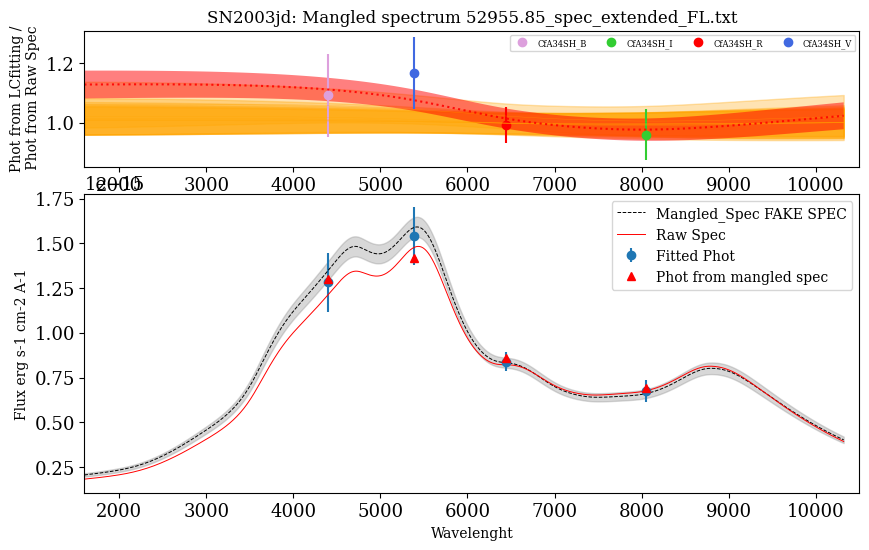 SN2003jd: Mangled spectrum 52955.85_spec_extended_FL.txt
Phot from LCfitting /
Phot from Raw Spec
CfA34SH_B CfA34SH_I CfA34SH_R CfA34SH_V
1.2
1.0
2000 3000 4000 5000 6000 7000 8000 9000 10000
1e−15
Flux erg s-1 cm-2 A-1
1.75
1.50
1.25
1.00
0.75
0.50
0.25
Mangled_Spec FAKE SPEC
Raw Spec
Fitted Phot
Phot from mangled spec
2000 3000 4000 5000 6000 7000 8000 9000 10000
Wavelenght